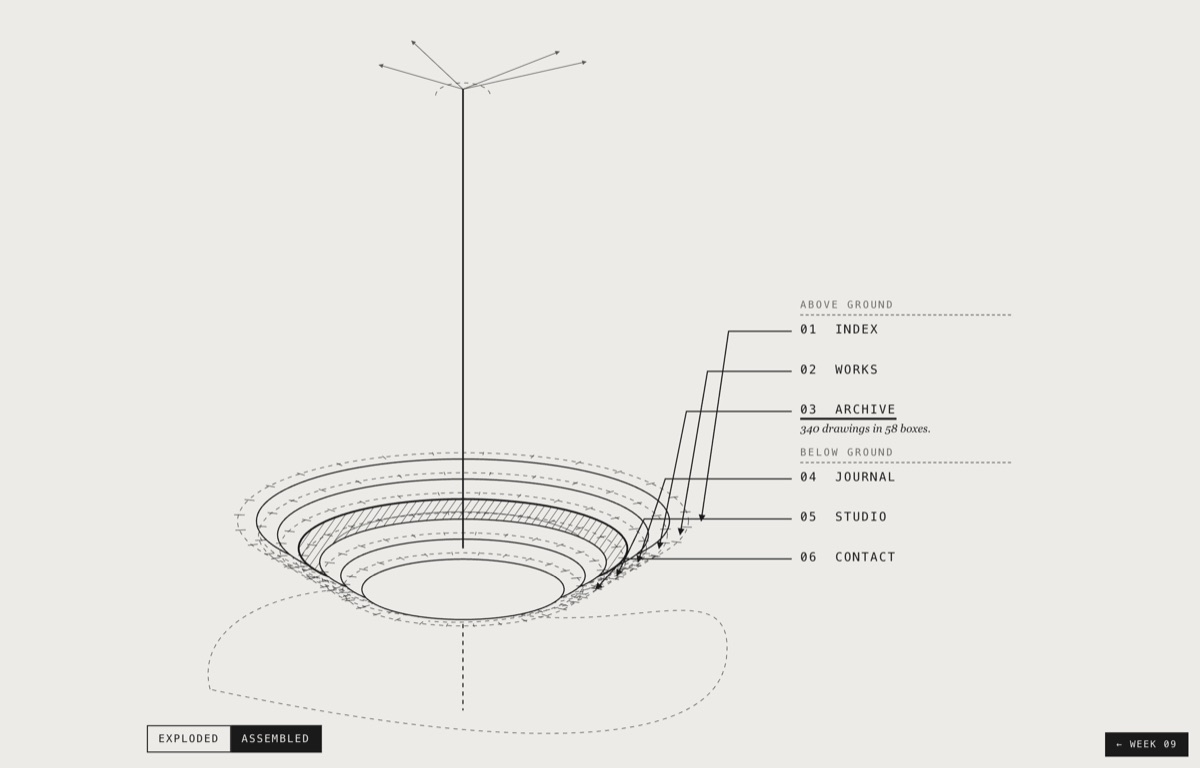 ABOVE GROUND
01 INDEX
02 WORKS
03 ARCHIVE
340 drawings in 58 boxes.
BELOW GROUND
04 JOURNAL
05 STUDIO
06 CONTACT
EXPLODED ASSEMBLED
← WEEK 09